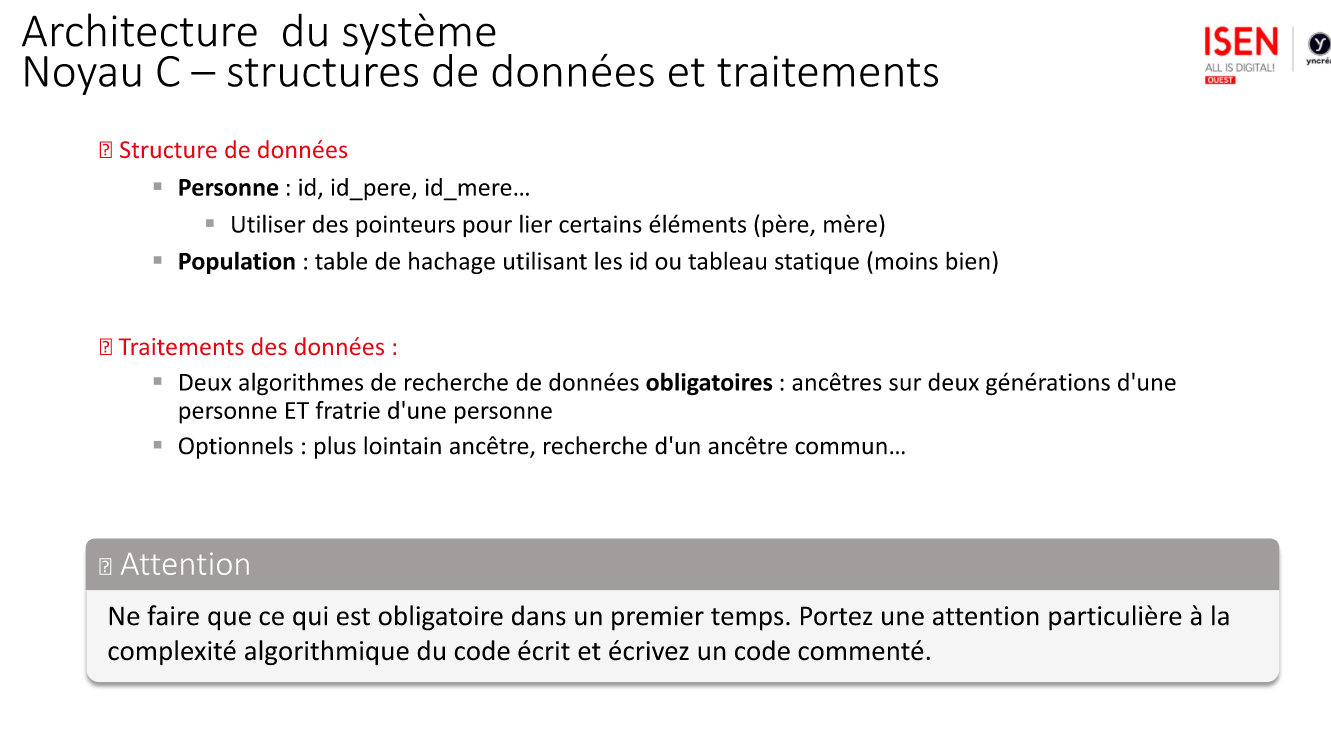 Architecture  du système
Noyau C – structures de données et traitements
ISEN
ALL IS DIGITAL!
OUEST
yncréa
Structure de données
Personne : id, id_pere, id_mere…
Utiliser des pointeurs pour lier certains éléments (père, mère)
Population : table de hachage utilisant les id ou tableau statique (moins bien)
Traitements des données :
Deux algorithmes de recherche de données obligatoires : ancêtres sur deux générations d'une
personne ET fratrie d'une personne
Optionnels : plus lointain ancêtre, recherche d'un ancêtre commun…
Attention
Ne faire que ce qui est obligatoire dans un premier temps. Portez une attention particulière à la
complexité algorithmique du code écrit et écrivez un code commenté.